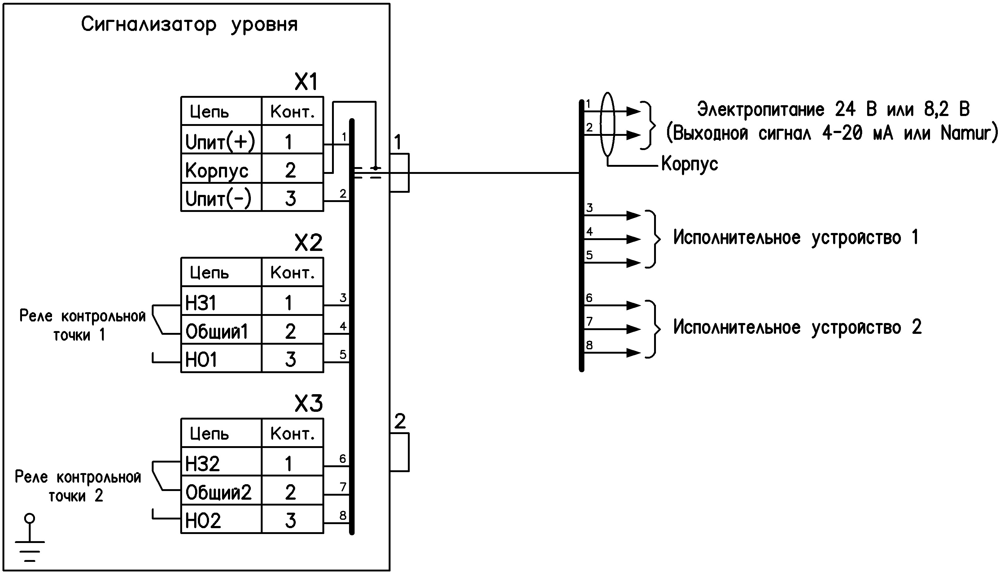 Сигнализатор уровня
X1
Цепь Конт.
Uпит(+) 1 1
Корпус 2
Uпит(-) 3 2
X2
Цепь Конт.
НЗ1 1 3
Общий1 2 4
НО1 3 5
Реле контрольной
точки 1
X3
Цепь Конт.
НЗ2 1 6
Общий2 2 7
НО2 3 8
Реле контрольной
точки 2
1
2
1
2
Электропитание 24 В или 8,2 В
(Выходной сигнал 4-20 мА или Namur)
Корпус
3
4
5
Исполнительное устройство 1
6
7
8
Исполнительное устройство 2